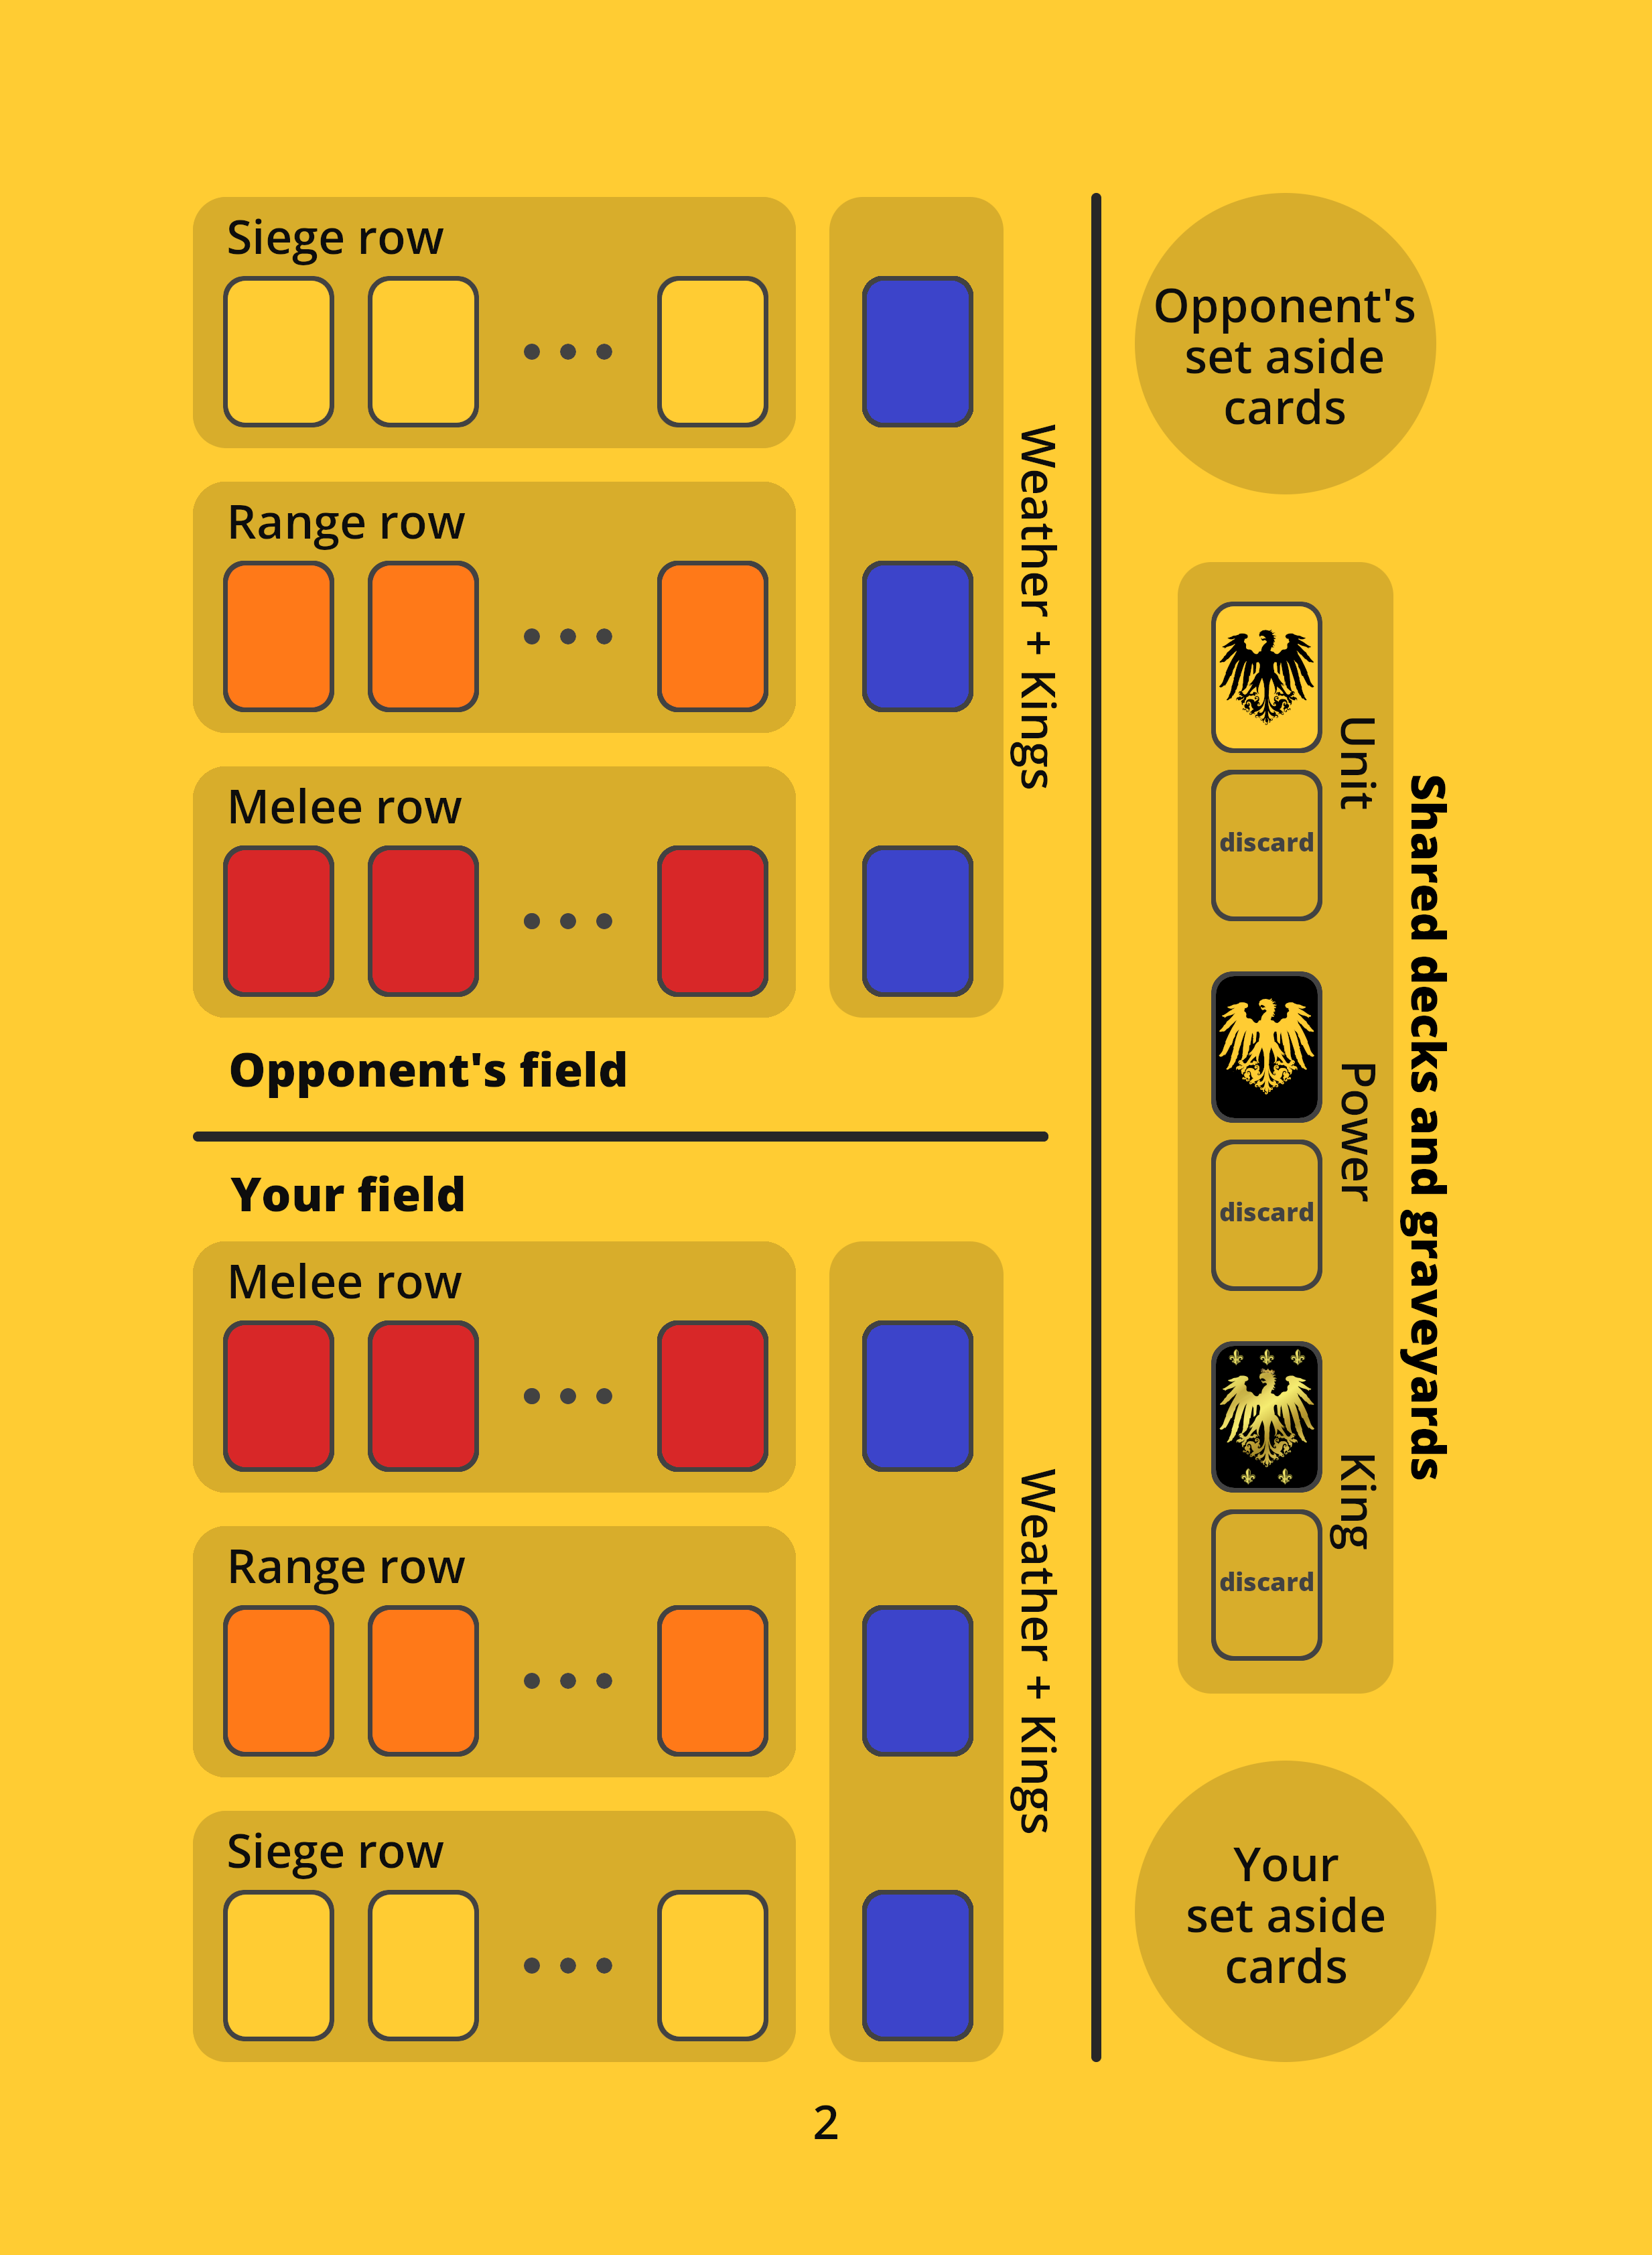 Siege row
Range row
Melee row
Weather + Kings
Opponent's field
Your field
Melee row
Range row
Siege row
Weather + Kings
Opponent's
set aside
cards
Unit
discard
Power
discard
King
discard
Shared decks and graveyards
Your
set aside
cards
2